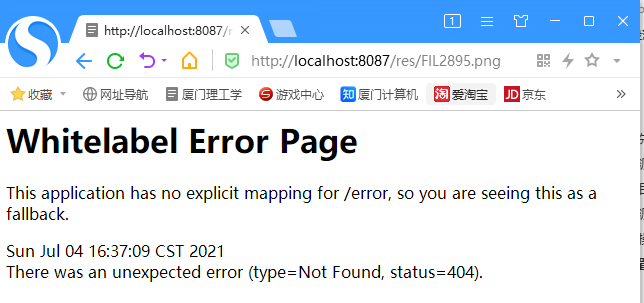 http://localhost:8087/r
1
http://localhost:8087/res/FIL2895.png
收藏 网址导航 厦门理工学 游戏中心 知 厦门计算机 淘 爱淘宝 JD 京东
Whitelabel Error Page
This application has no explicit mapping for /error, so you are seeing this as a
fallback.
Sun Jul 04 16:37:09 CST 2021
There was an unexpected error (type=Not Found, status=404).